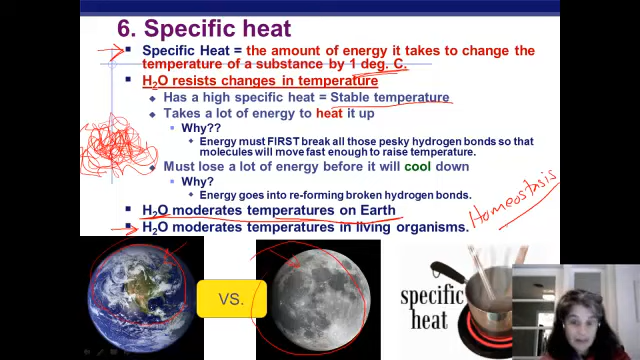 6. Specific heat
Specific Heat = the amount of energy it takes to change the
temperature of a substance by 1 deg. C.
H2O resists changes in temperature
Has a high specific heat = Stable temperature
Takes a lot of energy to heat it up
Why??
Energy must FIRST break all those pesky hydrogen bonds so that
molecules will move fast enough to raise temperature.
Must lose a lot of energy before it will cool down
Why?
Energy goes into re-forming broken hydrogen bonds.
H2O moderates temperatures on Earth
H2O moderates temperatures in living organisms.
Homeostasis
VS.
specific
heat